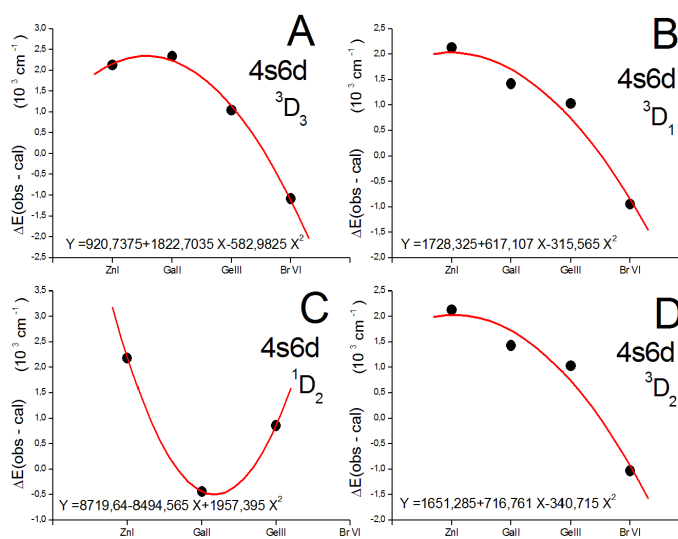 A
4s6d
³D₃
ΔE(obs - cal) (10³ cm⁻¹)
3,0
2,5
2,0
1,5
1,0
0,5
0,0
-0,5
-1,0
-1,5
-2,0
-2,5
Y =920,7375+1822,7035 X-582,9825 X²
ZnI GaII GeIII Br VI
B
4s6d
³D₁
ΔE(obs - cal) (10³ cm⁻¹)
2,5
2,0
1,5
1,0
0,5
0,0
-0,5
-1,0
-1,5
-2,0
Y =1728,325+617,107 X-315,565 X²
ZnI GaII GeIII Br VI
C
4s6d
¹D₂
ΔE(obs - cal) (10³ cm⁻¹)
3,5
3,0
2,5
2,0
1,5
1,0
0,5
0,0
-0,5
-1,0
Y =8719,64-8494,565 X+1957,395 X²
ZnI GaII GeIII Br VI
D
4s6d
³D₂
ΔE(obs - cal) (10³ cm⁻¹)
2,5
2,0
1,5
1,0
0,5
0,0
-0,5
-1,0
-1,5
-2,0
Y =1651,285+716,761 X-340,715 X²
ZnI GaII GeIII Br VI